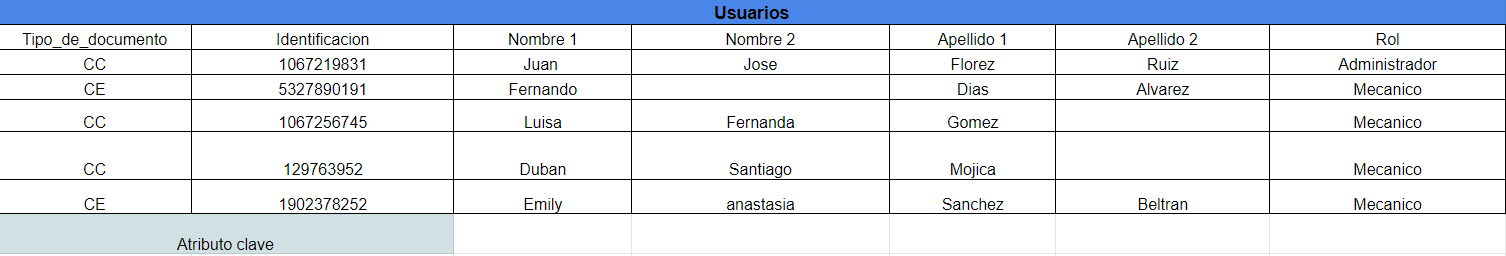 Usuarios
Tipo_de_documento Identificacion Nombre 1 Nombre 2 Apellido 1 Apellido 2 Rol
CC 1067219831 Juan Jose Florez Ruiz Administrador
CE 5327890191 Fernando Dias Alvarez Mecanico
CC 1067256745 Luisa Fernanda Gomez Mecanico
CC 129763952 Duban Santiago Mojica Mecanico
CE 1902378252 Emily anastasia Sanchez Beltran Mecanico
Atributo clave